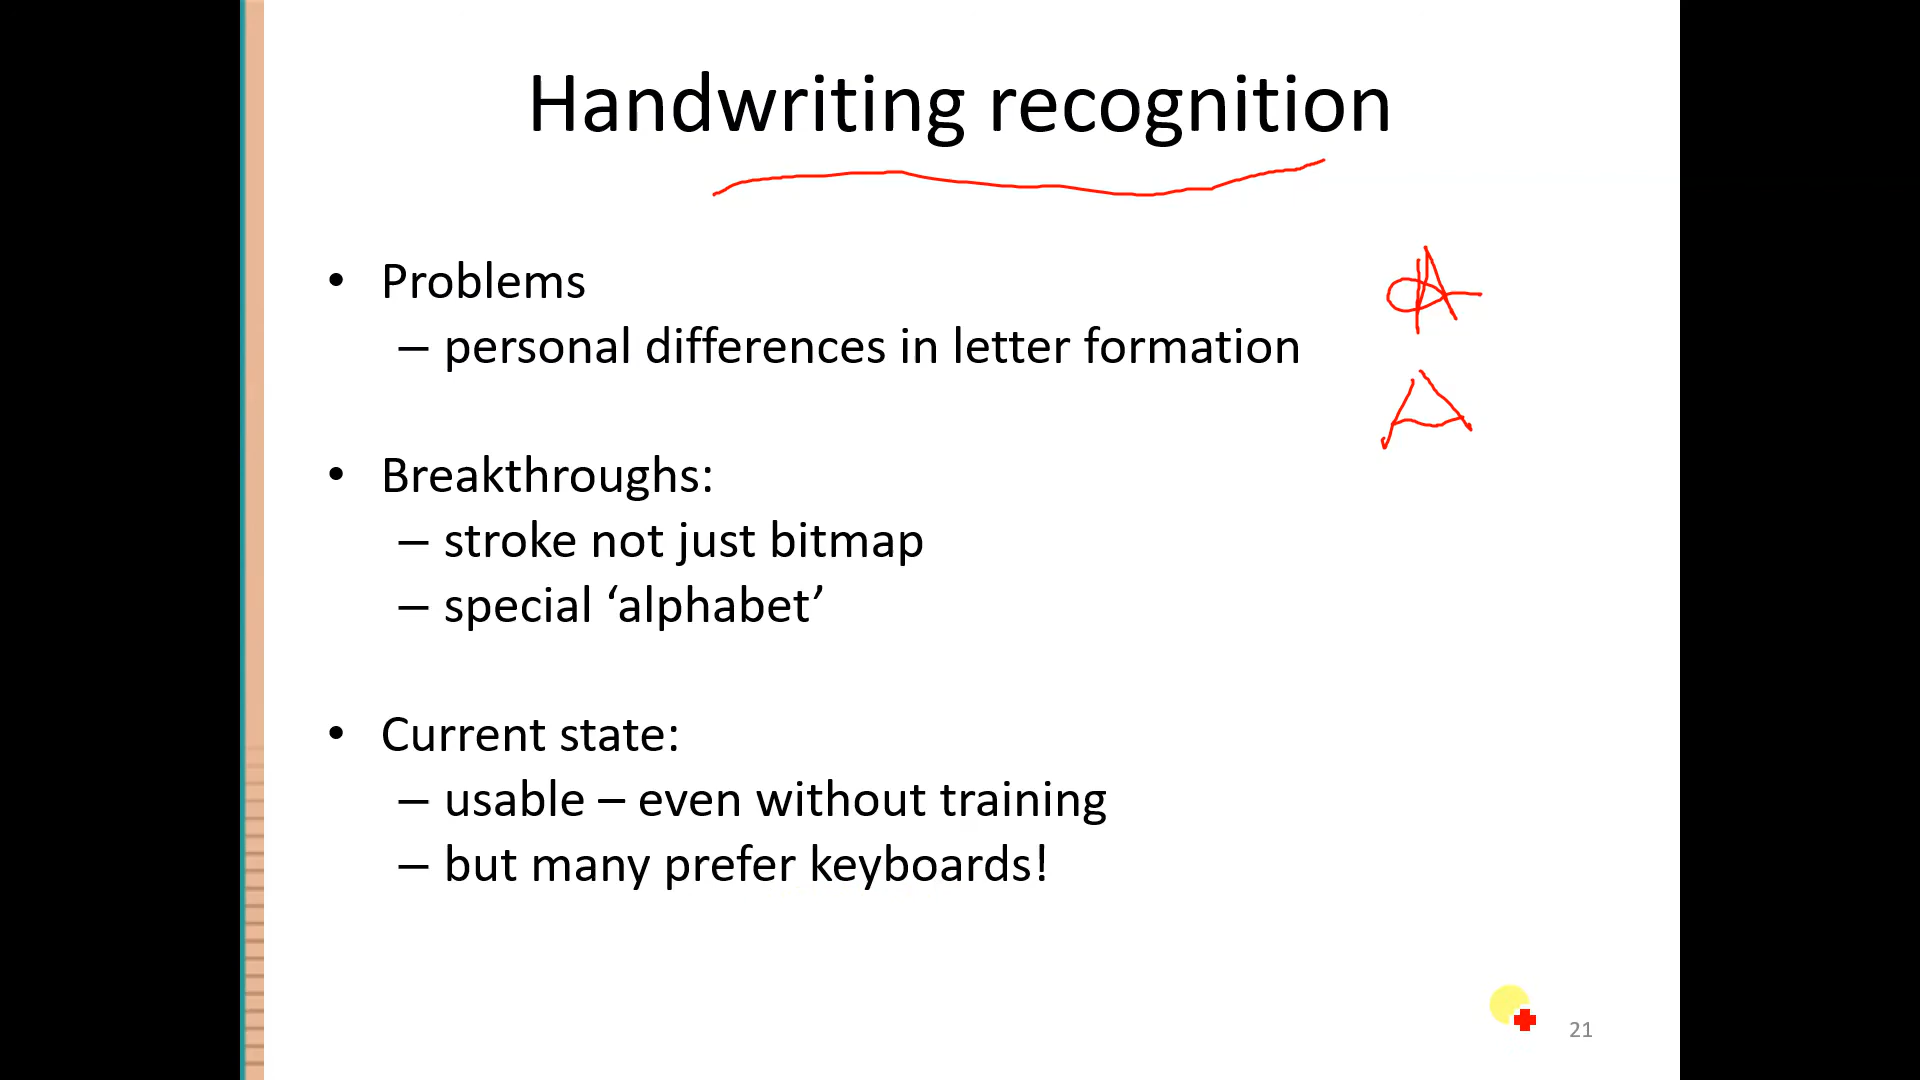 Handwriting recognition
• Problems
– personal differences in letter formation
A
A
• Breakthroughs:
– stroke not just bitmap
– special ‘alphabet’
• Current state:
– usable – even without training
– but many prefer keyboards!
21